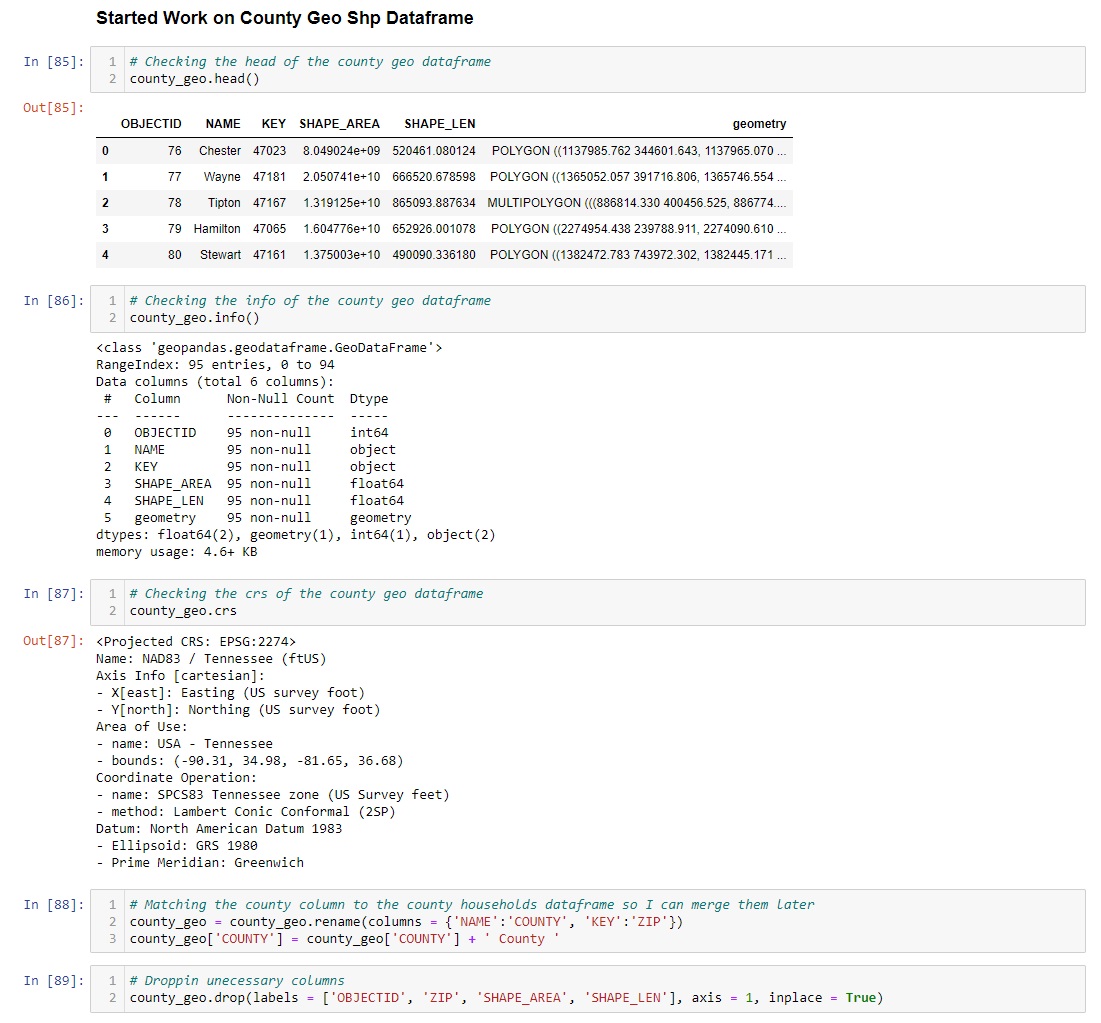 Started Work on County Geo Shp Dataframe
In [85]: 1 # Checking the head of the county geo dataframe
2 county_geo.head()
Out[85]:
OBJECTID NAME KEY SHAPE_AREA SHAPE_LEN geometry
0 76 Chester 47023 8.049024e+09 520461.080124 POLYGON ((1137985.762 344601.643, 1137965.070 ...
1 77 Wayne 47181 2.050741e+10 666520.678598 POLYGON ((1365052.057 391716.806, 1365746.554 ...
2 78 Tipton 47167 1.319125e+10 865093.887634 MULTIPOLYGON (((886814.330 400456.525, 886774....
3 79 Hamilton 47065 1.604776e+10 652926.001078 POLYGON ((2274954.438 239788.911, 2274090.610 ...
4 80 Stewart 47161 1.375003e+10 490090.336180 POLYGON ((1382472.783 743972.302, 1382445.171 ...
In [86]: 1 # Checking the info of the county geo dataframe
2 county_geo.info()
<class 'geopandas.geodataframe.GeoDataFrame'>
RangeIndex: 95 entries, 0 to 94
Data columns (total 6 columns):
# Column Non-Null Count Dtype
--- ------ -------------- -----
0 OBJECTID 95 non-null int64
1 NAME 95 non-null object
2 KEY 95 non-null object
3 SHAPE_AREA 95 non-null float64
4 SHAPE_LEN 95 non-null float64
5 geometry 95 non-null geometry
dtypes: float64(2), geometry(1), int64(1), object(2)
memory usage: 4.6+ KB
In [87]: 1 # Checking the crs of the county geo dataframe
2 county_geo.crs
Out[87]: <Projected CRS: EPSG:2274>
Name: NAD83 / Tennessee (ftUS)
Axis Info [cartesian]:
- X[east]: Easting (US survey foot)
- Y[north]: Northing (US survey foot)
Area of Use:
- name: USA - Tennessee
- bounds: (-90.31, 34.98, -81.65, 36.68)
Coordinate Operation:
- name: SPCS83 Tennessee zone (US Survey feet)
- method: Lambert Conic Conformal (2SP)
Datum: North American Datum 1983
- Ellipsoid: GRS 1980
- Prime Meridian: Greenwich
In [88]: 1 # Matching the county column to the county households dataframe so I can merge them later
2 county_geo = county_geo.rename(columns = {'NAME':'COUNTY', 'KEY':'ZIP'})
3 county_geo['COUNTY'] = county_geo['COUNTY'] + ' County '
In [89]: 1 # Droppin unecessary columns
2 county_geo.drop(labels = ['OBJECTID', 'ZIP', 'SHAPE_AREA', 'SHAPE_LEN'], axis = 1, inplace = True)